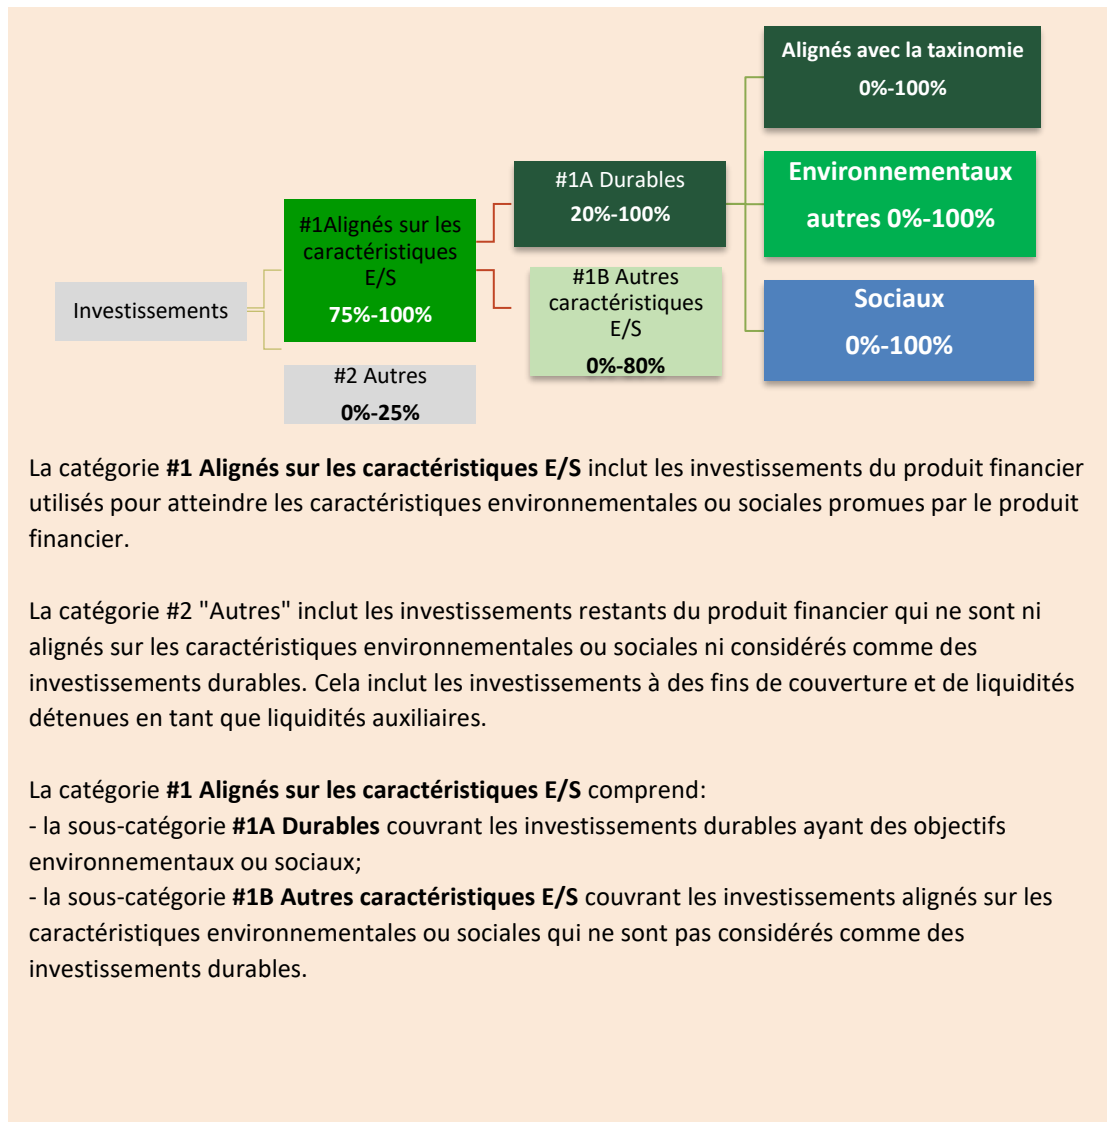 Investissements
#1Alignés sur les
caractéristiques
E/S
75%-100%
#2 Autres
0%-25%
#1A Durables
20%-100%
#1B Autres
caractéristiques
E/S
0%-80%
Alignés avec la taxinomie
0%-100%
Environnementaux
autres 0%-100%
Sociaux
0%-100%
La catégorie #1 Alignés sur les caractéristiques E/S inclut les investissements du produit financier
utilisés pour atteindre les caractéristiques environnementales ou sociales promues par le produit
financier.
La catégorie #2 "Autres" inclut les investissements restants du produit financier qui ne sont ni
alignés sur les caractéristiques environnementales ou sociales ni considérés comme des
investissements durables. Cela inclut les investissements à des fins de couverture et de liquidités
détenues en tant que liquidités auxiliaires.
La catégorie #1 Alignés sur les caractéristiques E/S comprend:
- la sous-catégorie #1A Durables couvrant les investissements durables ayant des objectifs
environnementaux ou sociaux;
- la sous-catégorie #1B Autres caractéristiques E/S couvrant les investissements alignés sur les
caractéristiques environnementales ou sociales qui ne sont pas considérés comme des
investissements durables.